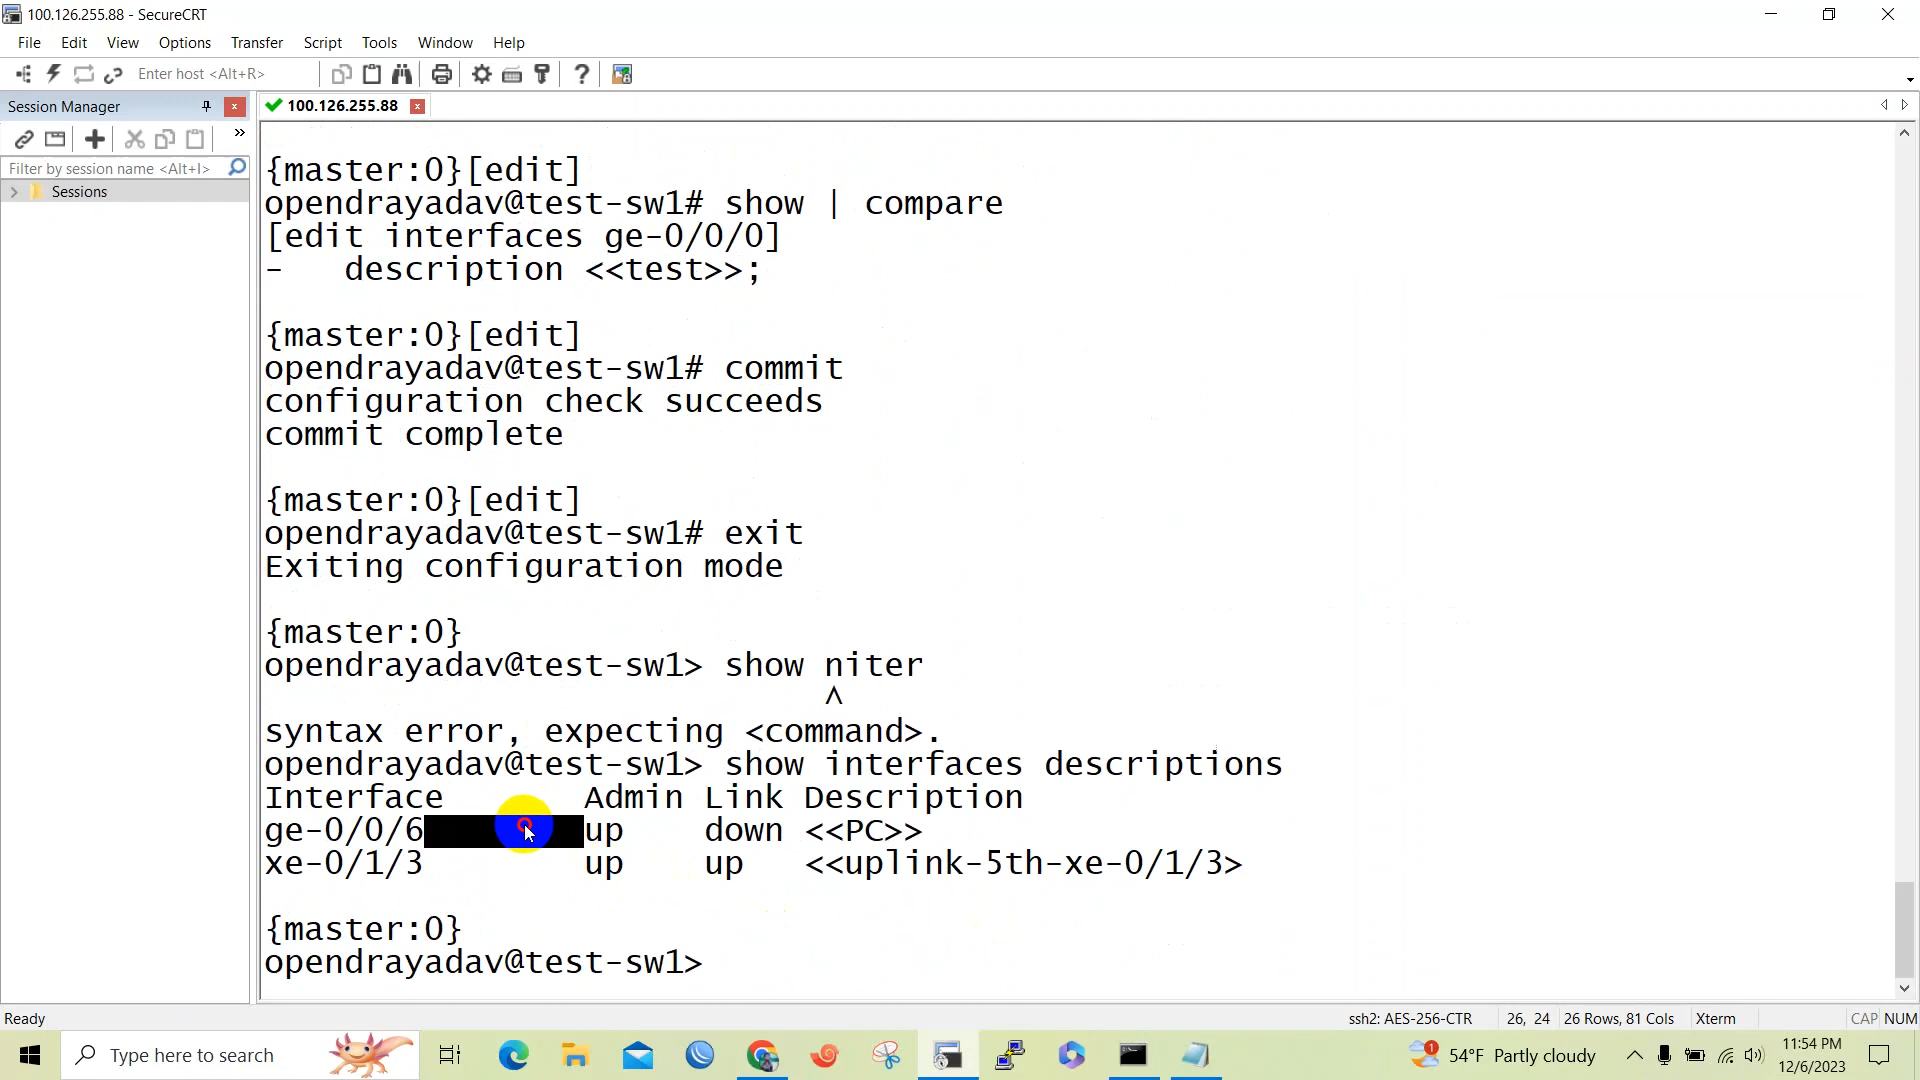 100.126.255.88 - SecureCRT
File Edit View Options Transfer Script Tools Window Help
Enter host <Alt+R>
Session Manager
100.126.255.88
Filter by session name <Alt+I>
Sessions
{master:0}[edit]
opendrayadav@test-sw1# show | compare
[edit interfaces ge-0/0/0]
-   description <<test>>;
{master:0}[edit]
opendrayadav@test-sw1# commit
configuration check succeeds
commit complete
{master:0}[edit]
opendrayadav@test-sw1# exit
Exiting configuration mode
{master:0}
opendrayadav@test-sw1> show niter
^
syntax error, expecting <command>.
opendrayadav@test-sw1> show interfaces descriptions
Interface       Admin Link Description
ge-0/0/6        up    down <<PC>>
xe-0/1/3        up    up   <<uplink-5th-xe-0/1/3>
{master:0}
opendrayadav@test-sw1>
Ready
ssh2: AES-256-CTR 26, 24 26 Rows, 81 Cols Xterm CAP NUM
Type here to search
1
54°F Partly cloudy
11:54 PM
12/6/2023